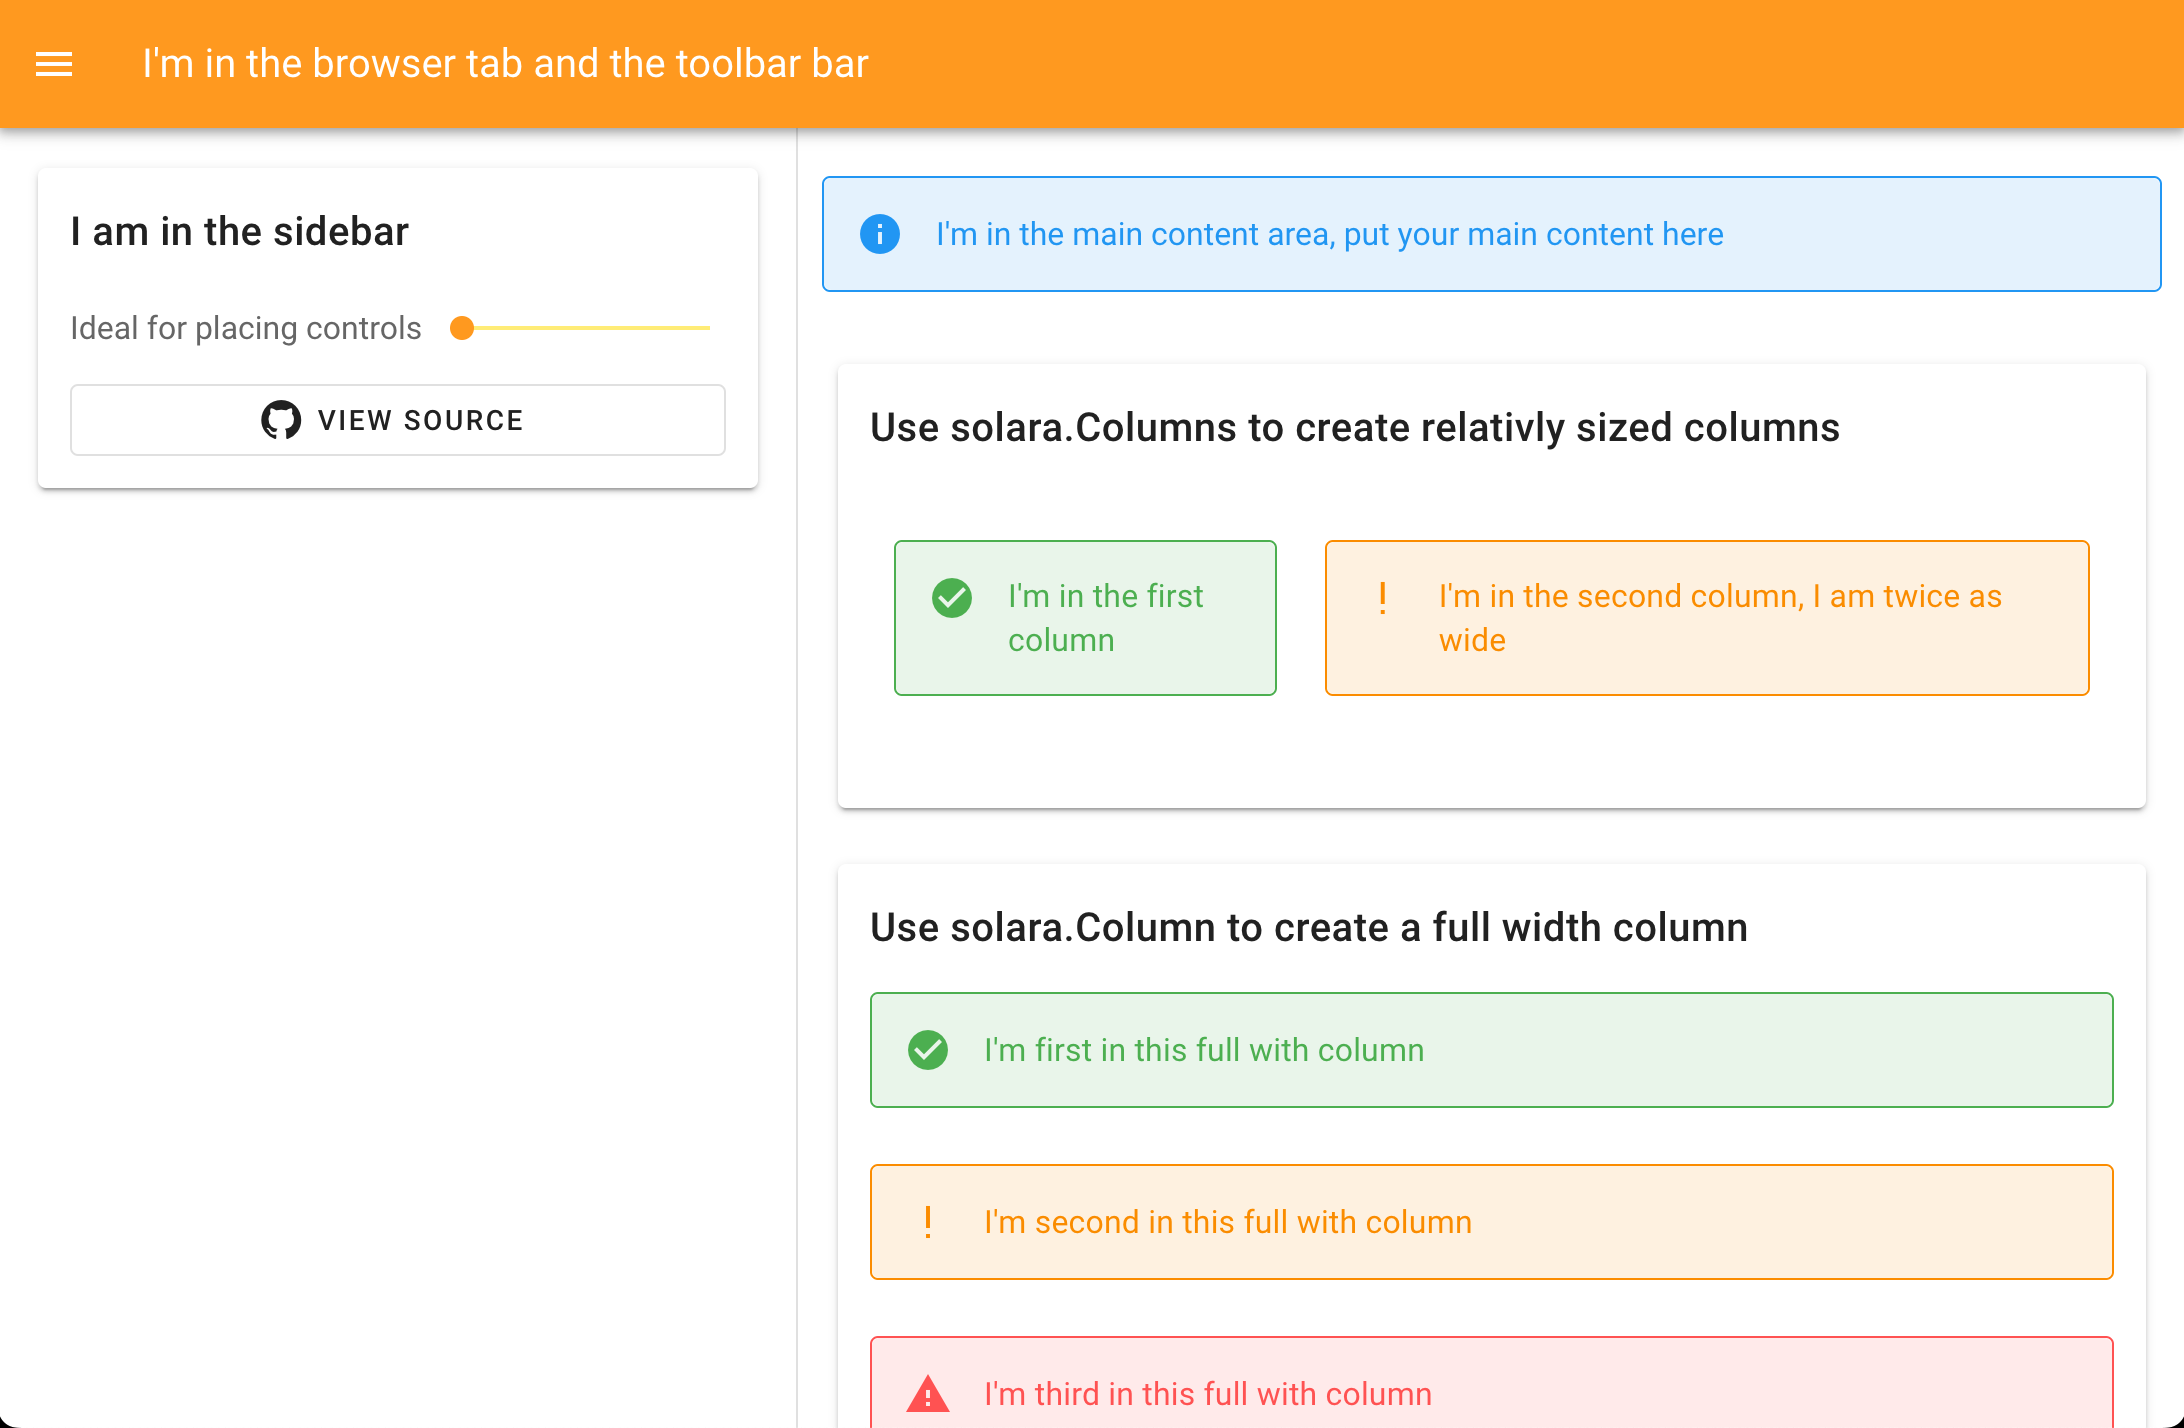 I'm in the browser tab and the toolbar bar
I am in the sidebar
Ideal for placing controls
VIEW SOURCE
I'm in the main content area, put your main content here
Use solara.Columns to create relativly sized columns
I'm in the first
column
I'm in the second column, I am twice as
wide
Use solara.Column to create a full width column
I'm first in this full with column
I'm second in this full with column
I'm third in this full with column